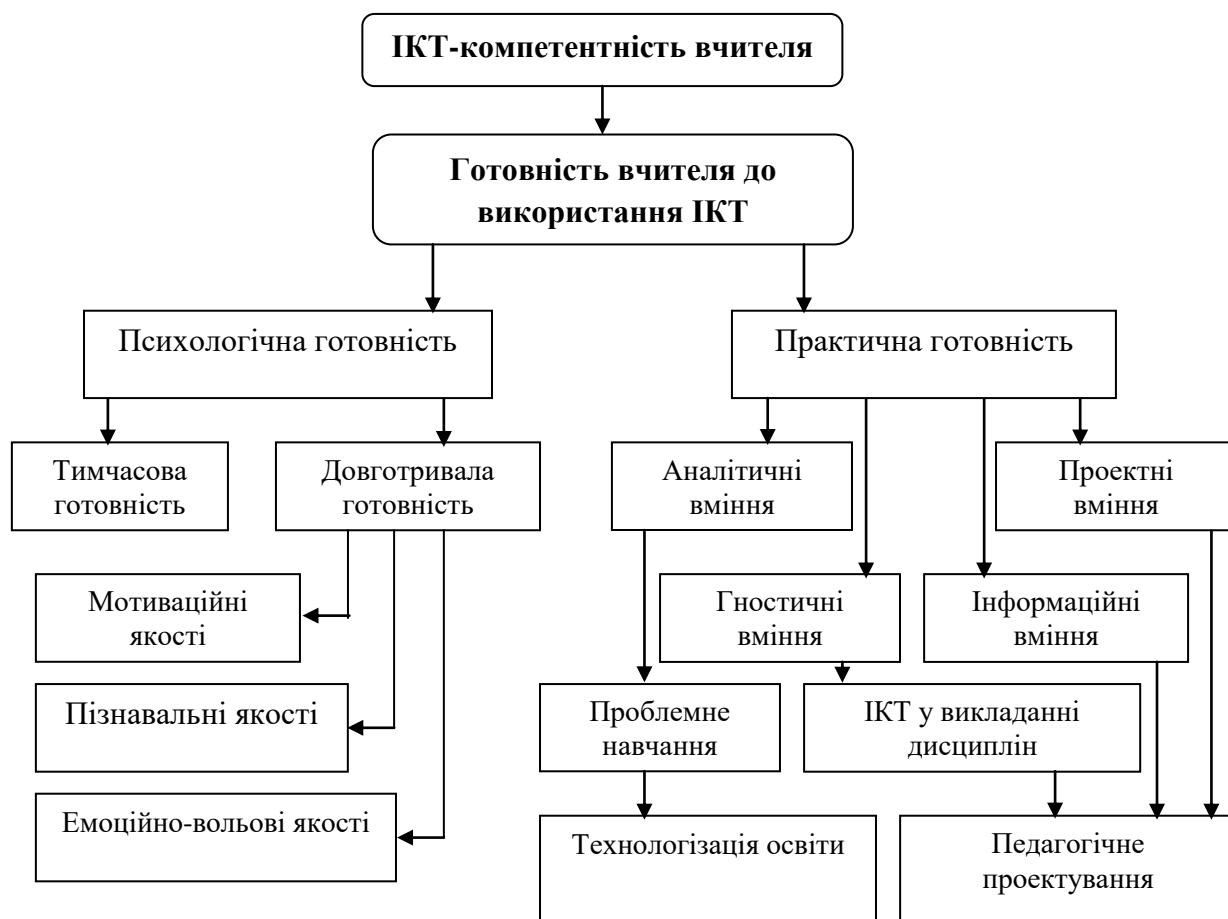 ІКТ-компетентність вчителя
Готовність вчителя до
використання ІКТ
Психологічна готовність
Практична готовність
Тимчасова
готовність
Довготривала
готовність
Аналітичні
вміння
Проектні
вміння
Мотиваційні
якості
Гностичні
вміння
Інформаційні
вміння
Пізнавальні якості
Проблемне
навчання
ІКТ у викладанні
дисциплін
Емоційно-вольові якості
Технологізація освіти
Педагогічне
проектування